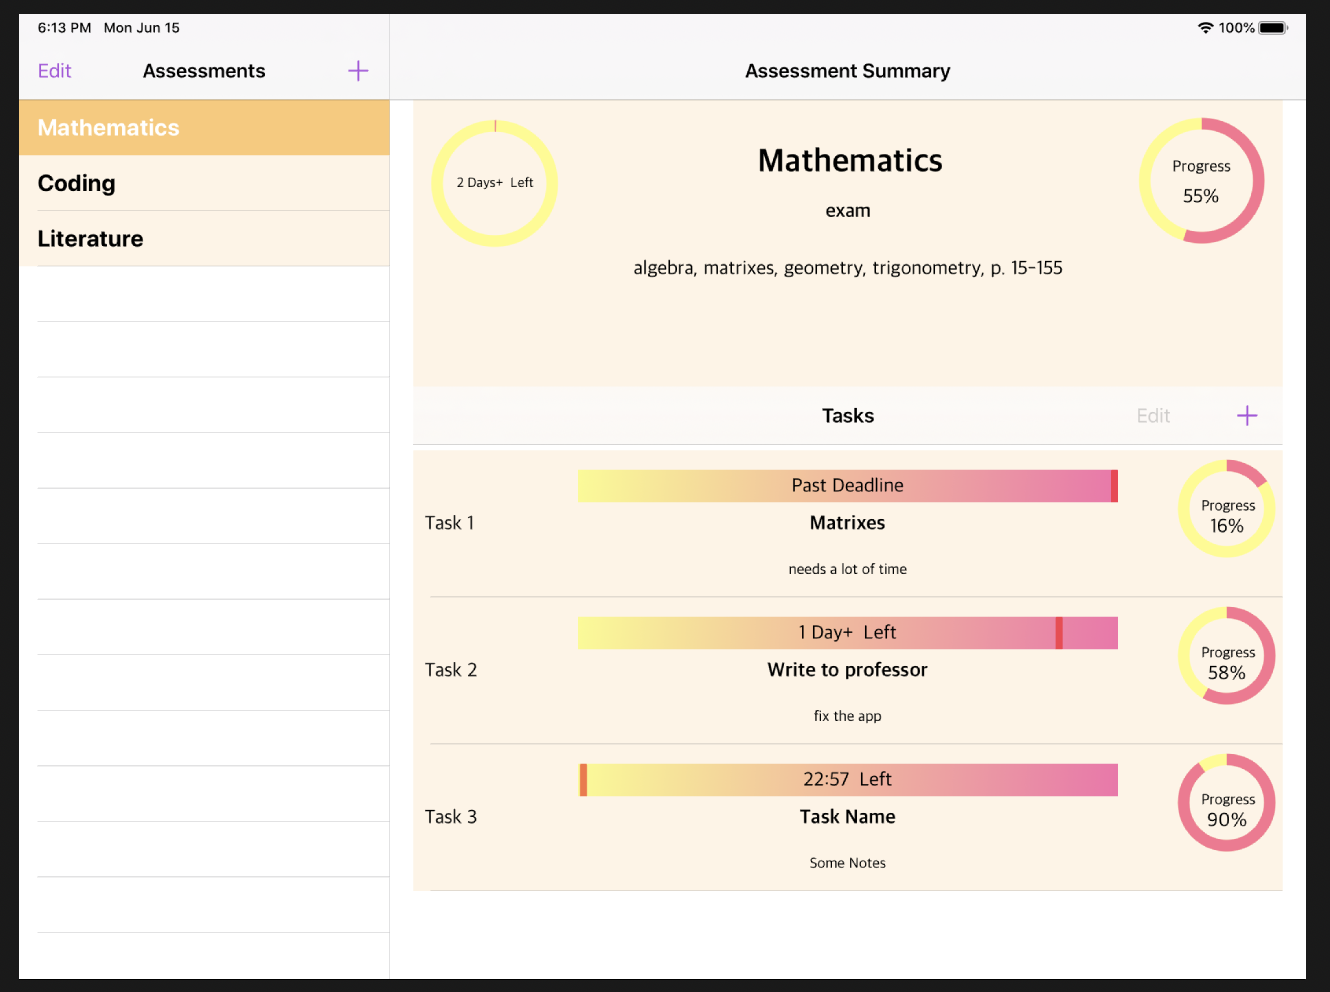 6:13 PM Mon Jun 15
100%
Edit
Assessments
+
Assessment Summary
Mathematics
Coding
Literature
2 Days+ Left
Mathematics
exam
algebra, matrixes, geometry, trigonometry, p. 15-155
Progress
55%
Tasks
Edit
+
Task 1
Past Deadline
Matrixes
needs a lot of time
Progress
16%
Task 2
1 Day+ Left
Write to professor
fix the app
Progress
58%
Task 3
22:57 Left
Task Name
Some Notes
Progress
90%